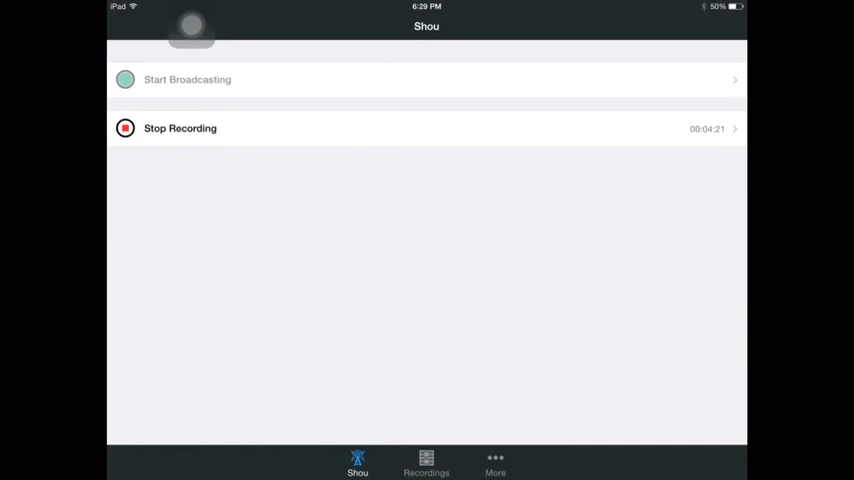 iPad 6:29 PM 50%
Shou
Start Broadcasting
Stop Recording 00:04:21
Shou Recordings More